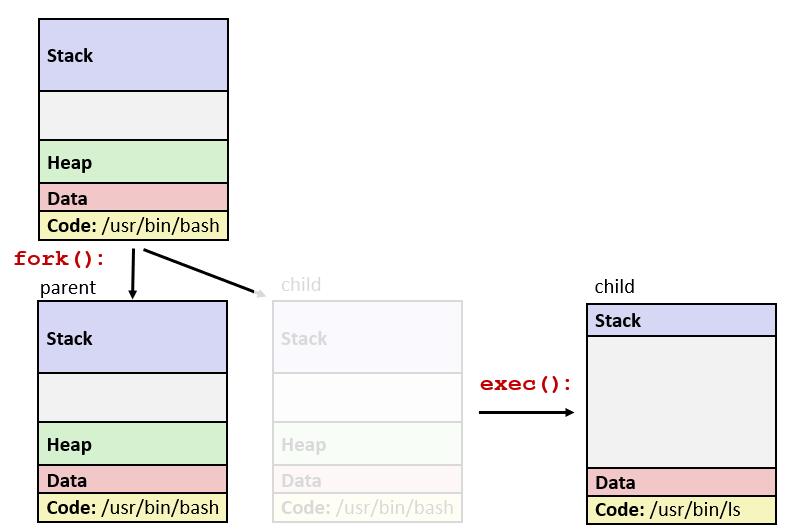 Stack
Heap
Data
Code: /usr/bin/bash
fork():
parent
Stack
Heap
Data
Code: /usr/bin/bash
child
Stack
Heap
Data
Code: /usr/bin/bash
exec():
child
Stack
Data
Code: /usr/bin/ls